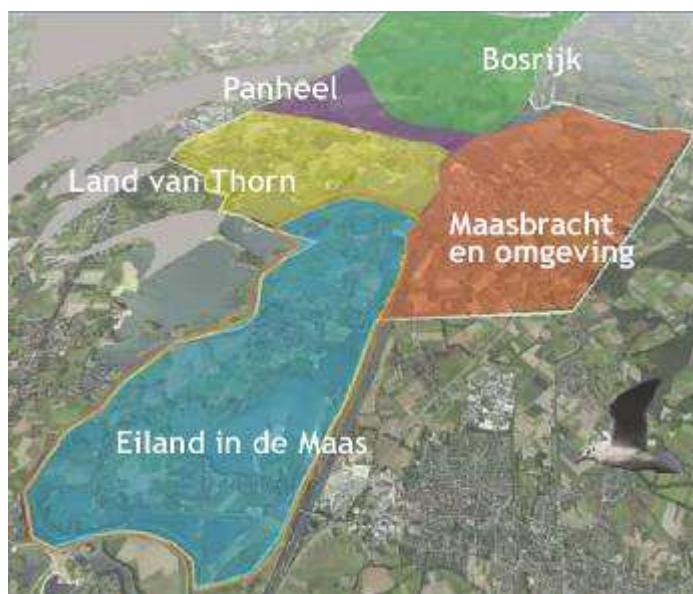 Bosrijk
Panheel
Land van Thorn
Maasbracht
en omgeving
Eiland in de Maas